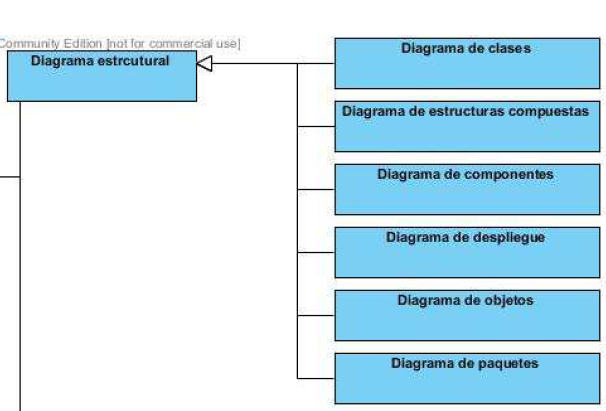 Community Edition [not for commercial use]
Diagrama estrcutural
Diagrama de clases
Diagrama de estructuras compuestas
Diagrama de componentes
Diagrama de despliegue
Diagrama de objetos
Diagrama de paquetes